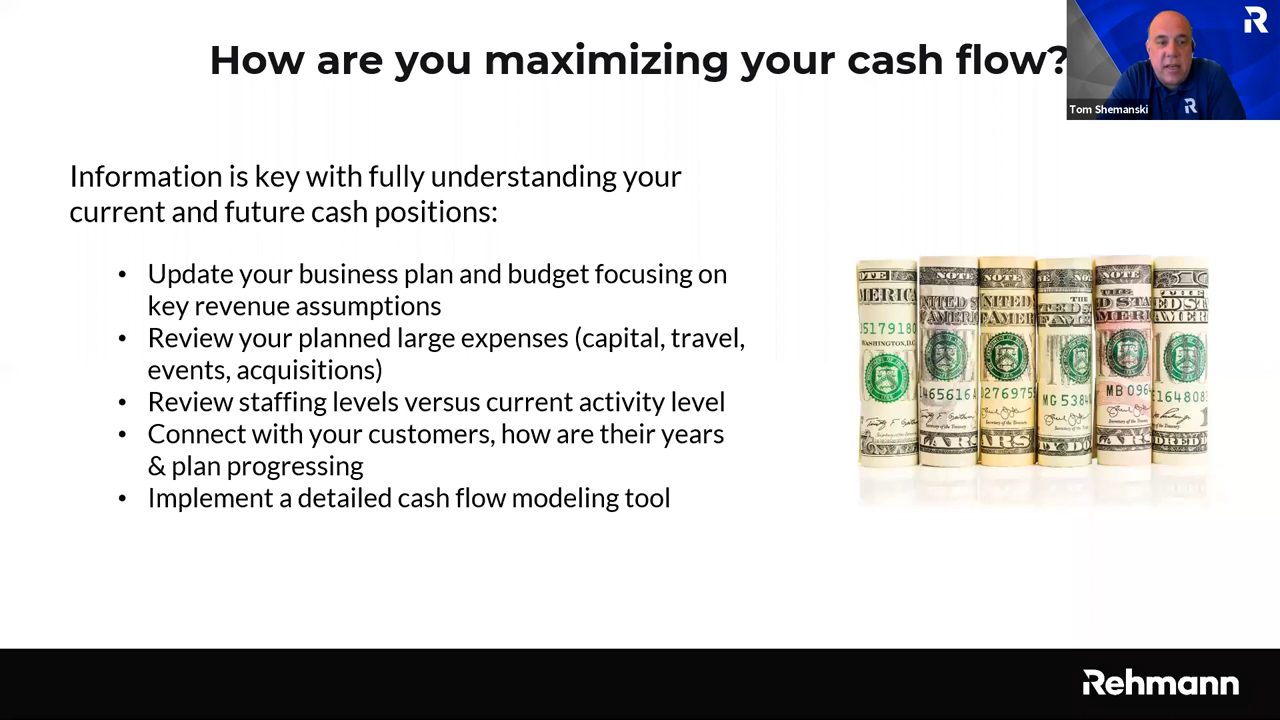 How are you maximizing your cash flow?
Tom Shemanski
Information is key with fully understanding your
current and future cash positions:
• Update your business plan and budget focusing on
key revenue assumptions
• Review your planned large expenses (capital, travel,
events, acquisitions)
• Review staffing levels versus current activity level
• Connect with your customers, how are their years
& plan progressing
• Implement a detailed cash flow modeling tool
NOTE
WASHINGTON, D.C.
Rehmann